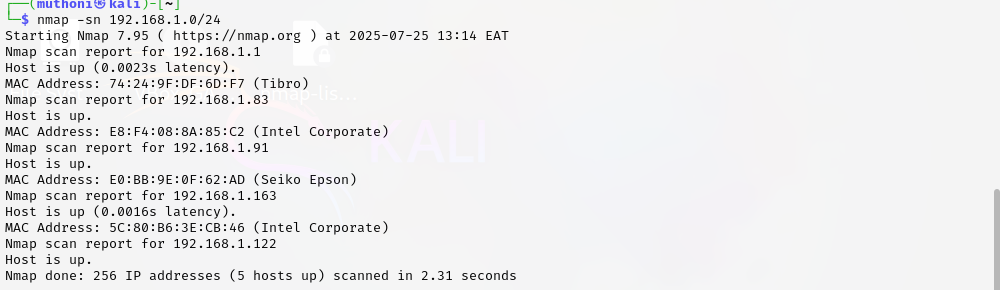 (muthoni㉿kali)-[~]
$ nmap -sn 192.168.1.0/24
Starting Nmap 7.95 ( https://nmap.org ) at 2025-07-25 13:14 EAT
Nmap scan report for 192.168.1.1
Host is up (0.0023s latency).
MAC Address: 74:24:9F:DF:6D:F7 (Tibro)
Nmap scan report for 192.168.1.83
Host is up.
MAC Address: E8:F4:08:8A:85:C2 (Intel Corporate)
Nmap scan report for 192.168.1.91
Host is up.
MAC Address: E0:BB:9E:0F:62:AD (Seiko Epson)
Nmap scan report for 192.168.1.163
Host is up (0.0016s latency).
MAC Address: 5C:80:B6:3E:CB:46 (Intel Corporate)
Nmap scan report for 192.168.1.122
Host is up.
Nmap done: 256 IP addresses (5 hosts up) scanned in 2.31 seconds
KALI